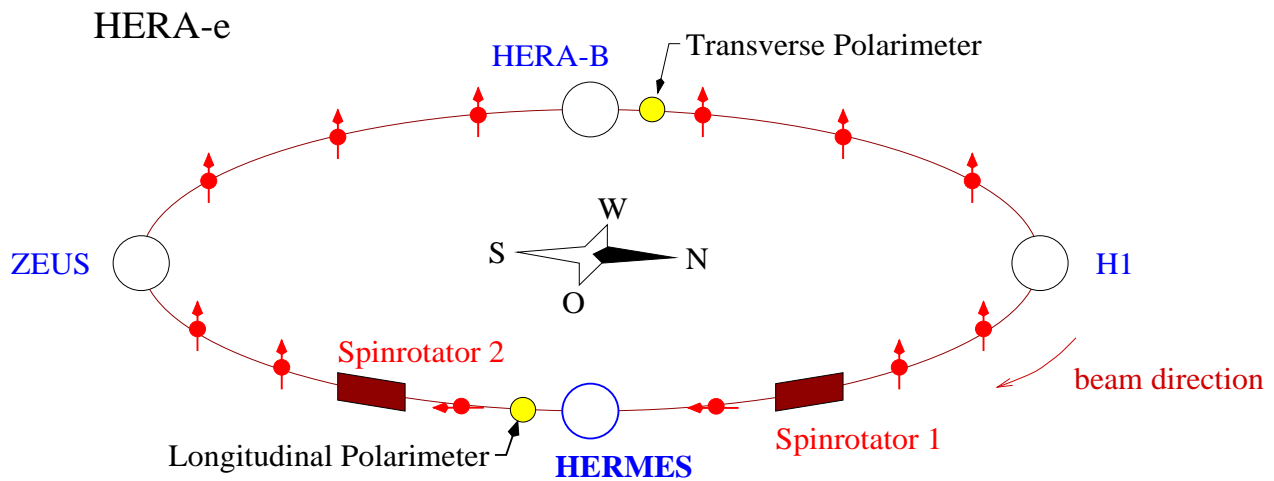 HERA-e
Transverse Polarimeter
HERA-B
W
ZEUS
S
N
H1
O
Spinrotator 2
beam direction
Spinrotator 1
Longitudinal Polarimeter
HERMES